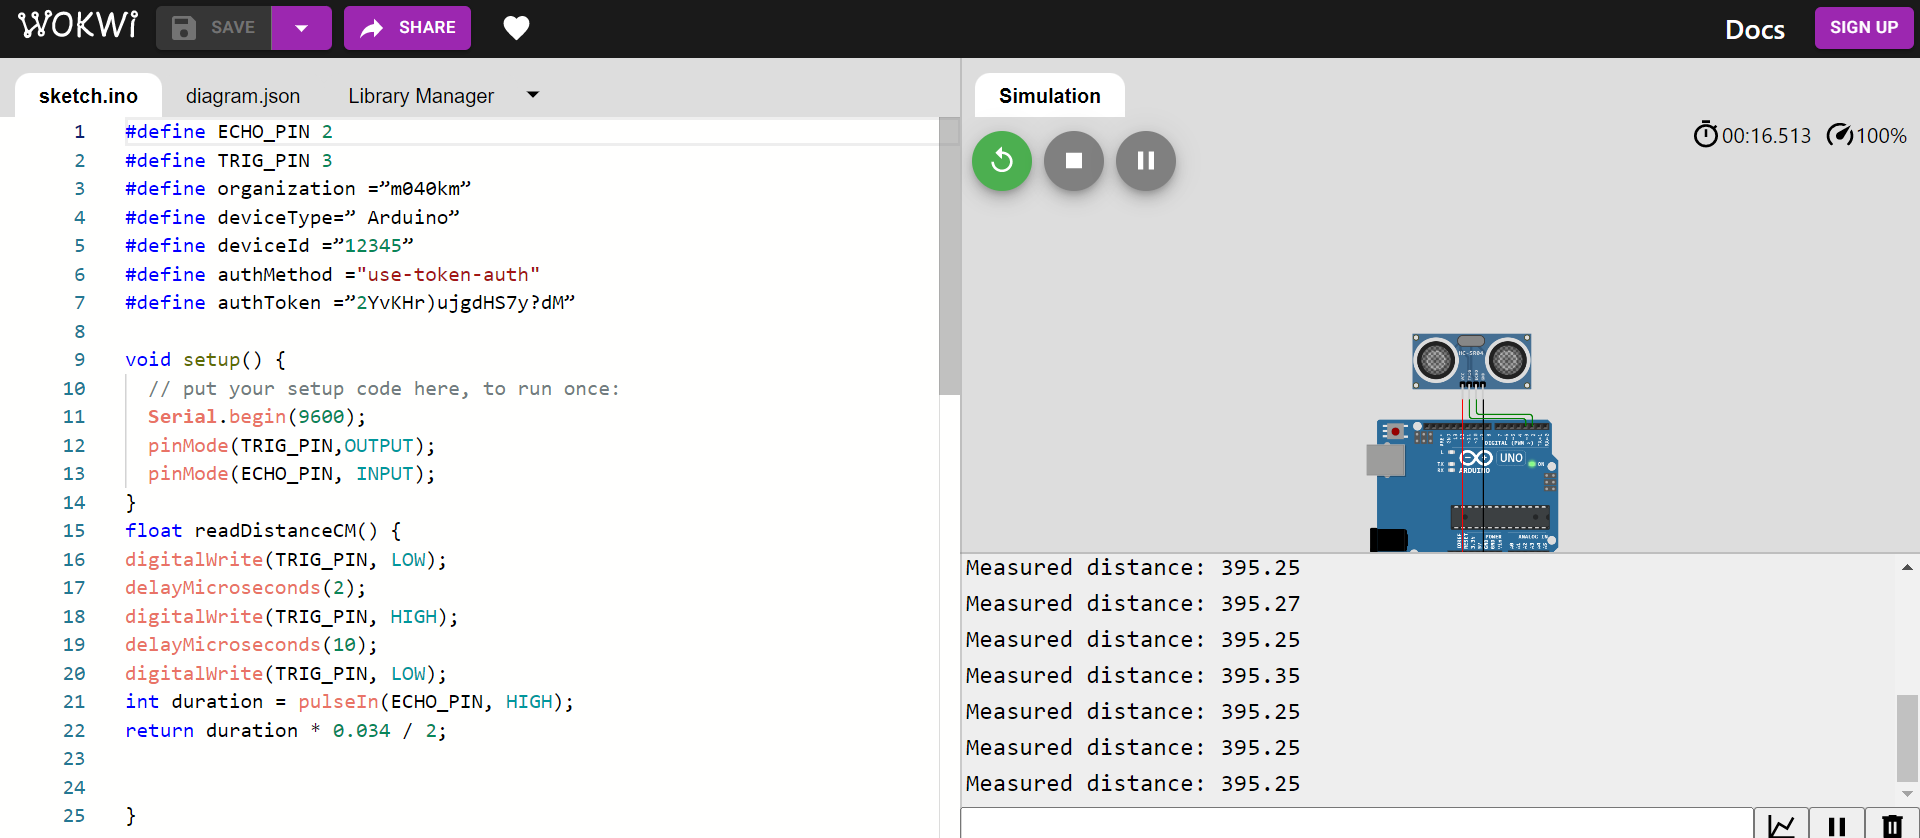 WOKWi
SAVE
SHARE
Docs
SIGN UP
sketch.ino
diagram.json
Library Manager
Simulation
00:16.513
100%
1 #define ECHO_PIN 2
2 #define TRIG_PIN 3
3 #define organization =”m040km”
4 #define deviceType=” Arduino”
5 #define deviceId =”12345”
6 #define authMethod ="use-token-auth"
7 #define authToken =”2YvKHr)ujgdHS7y?dM”
8
9 void setup() {
10 // put your setup code here, to run once:
11 Serial.begin(9600);
12 pinMode(TRIG_PIN,OUTPUT);
13 pinMode(ECHO_PIN, INPUT);
14 }
15 float readDistanceCM() {
16 digitalWrite(TRIG_PIN, LOW);
17 delayMicroseconds(2);
18 digitalWrite(TRIG_PIN, HIGH);
19 delayMicroseconds(10);
20 digitalWrite(TRIG_PIN, LOW);
21 int duration = pulseIn(ECHO_PIN, HIGH);
22 return duration * 0.034 / 2;
23
24
25 }
HC-SR04
DIGITAL (PWM ~)
UNO
ARDUINO
TX
RX
L
ON
POWER
ANALOG IN
Measured distance: 395.25
Measured distance: 395.27
Measured distance: 395.25
Measured distance: 395.35
Measured distance: 395.25
Measured distance: 395.25
Measured distance: 395.25